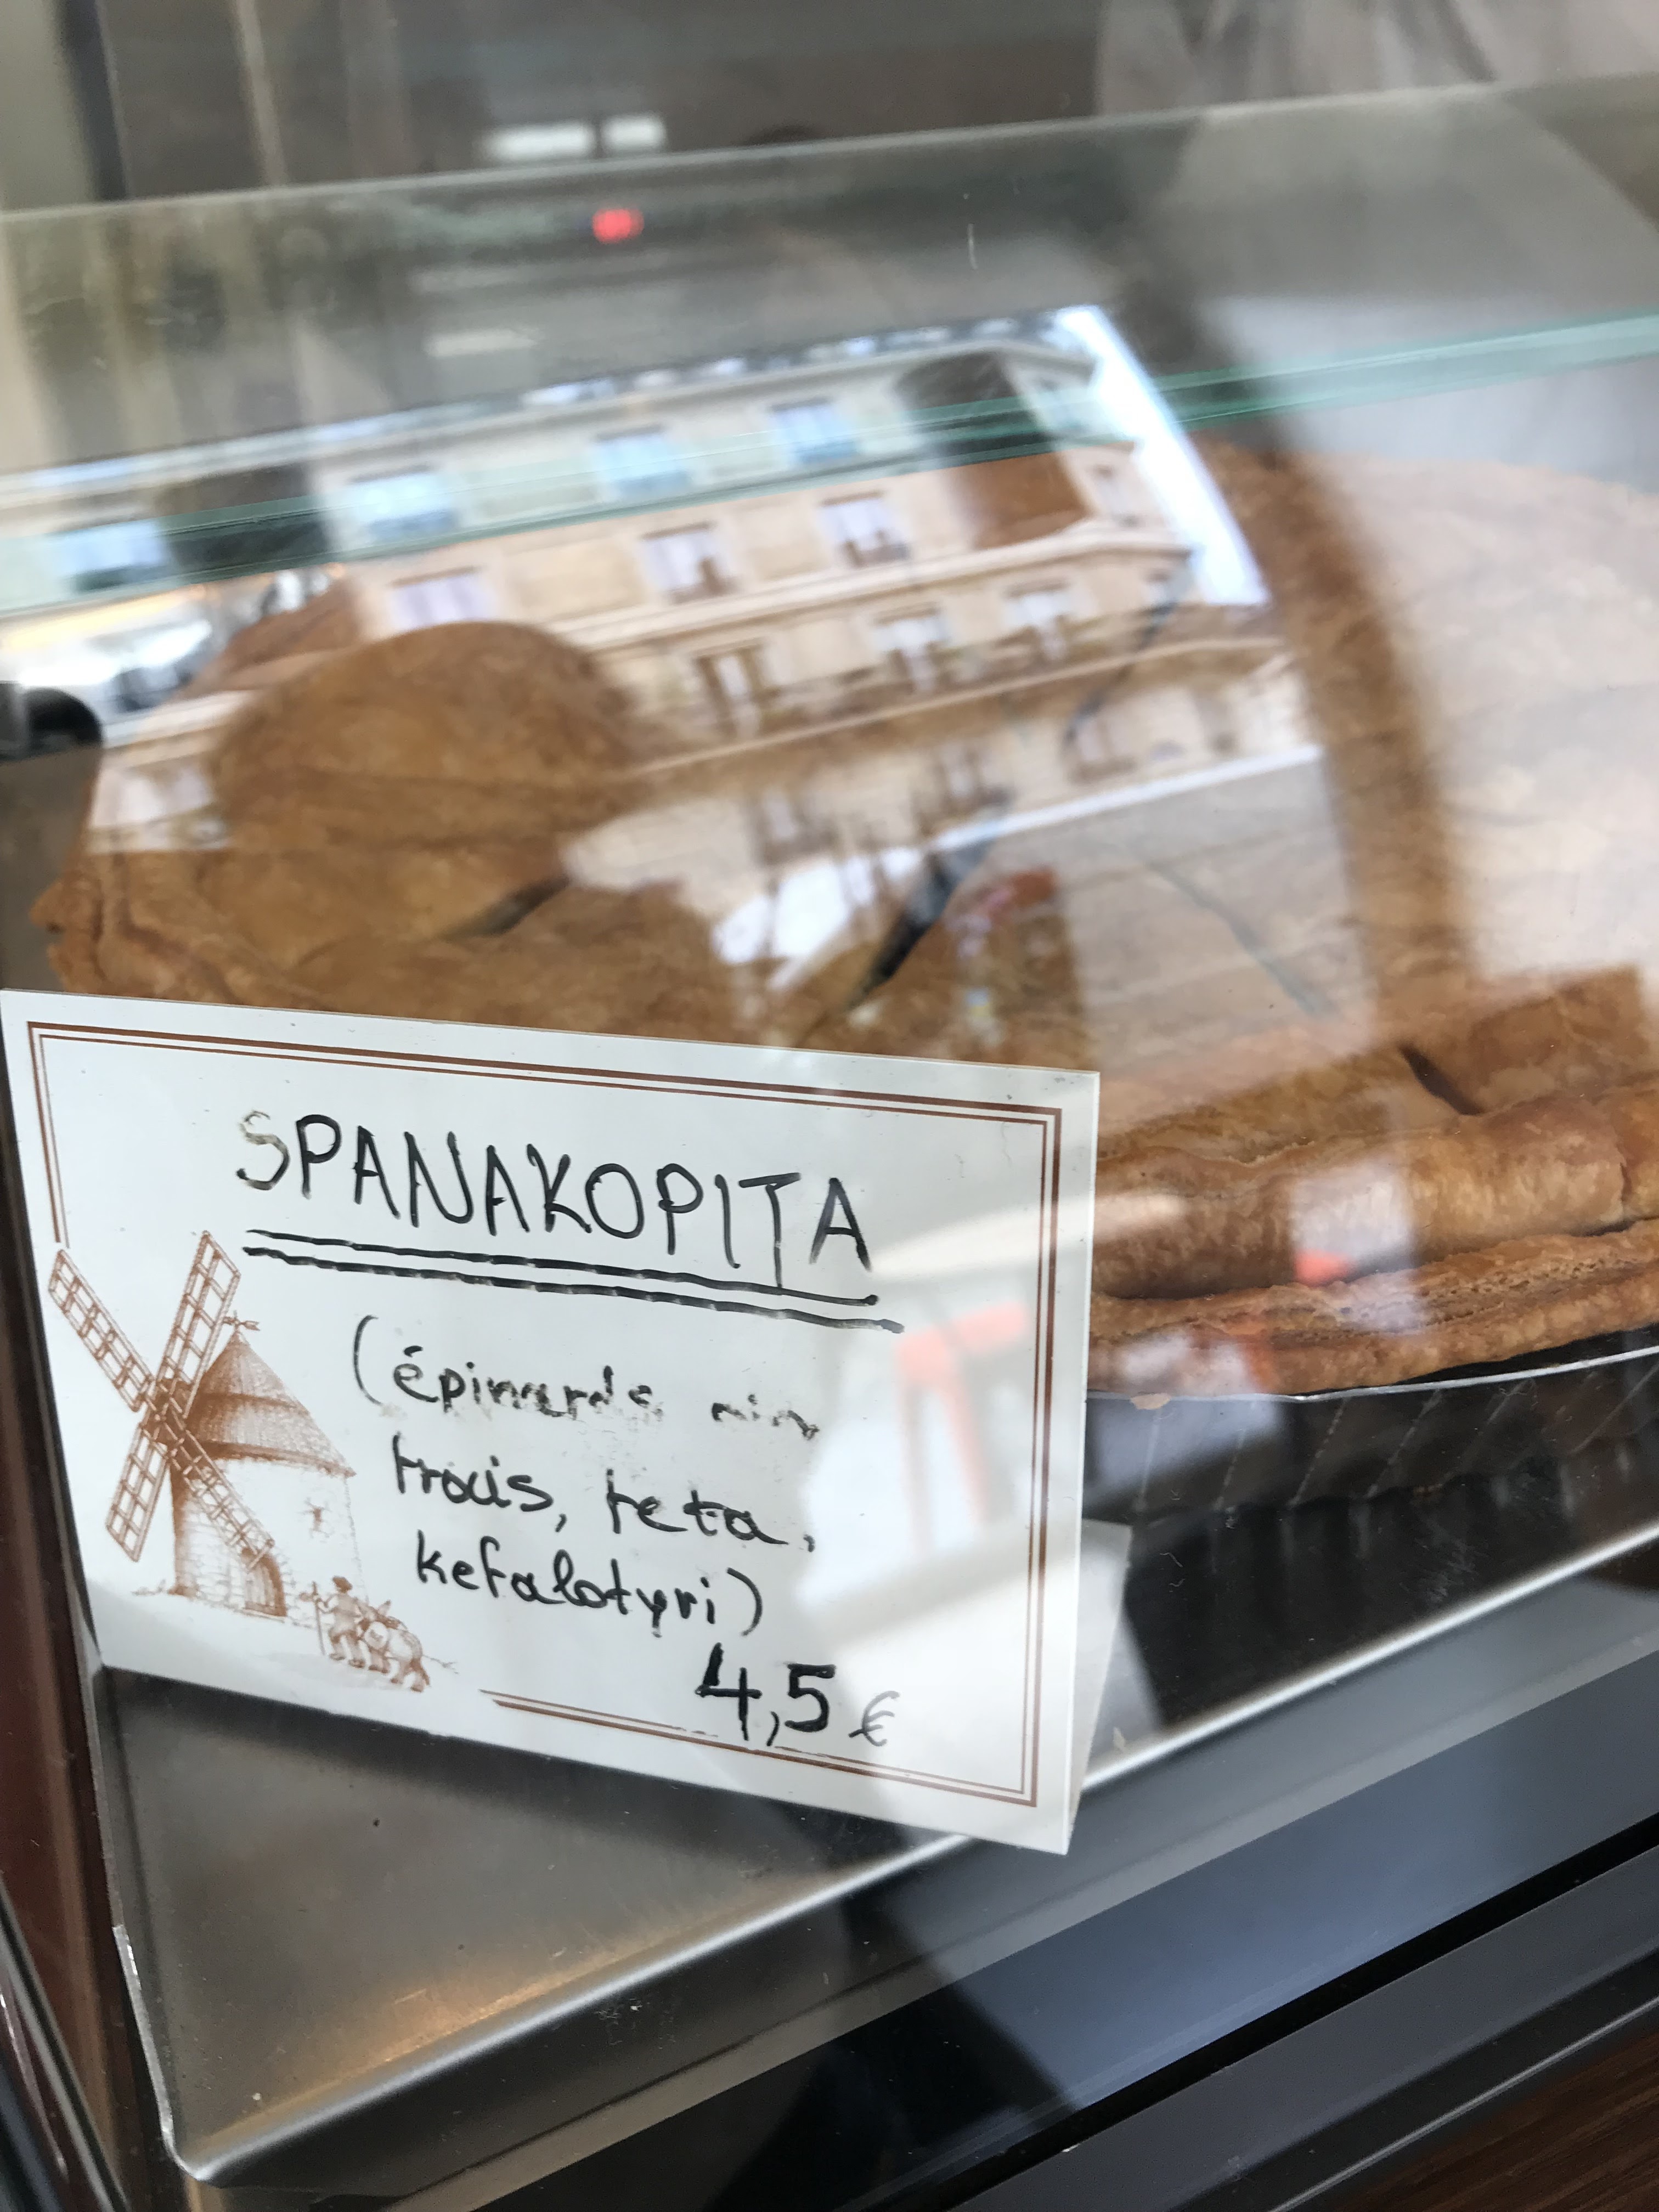 SPANAKOPITA
(épinards,
frais, feta,
kefalotyri)
4,5€